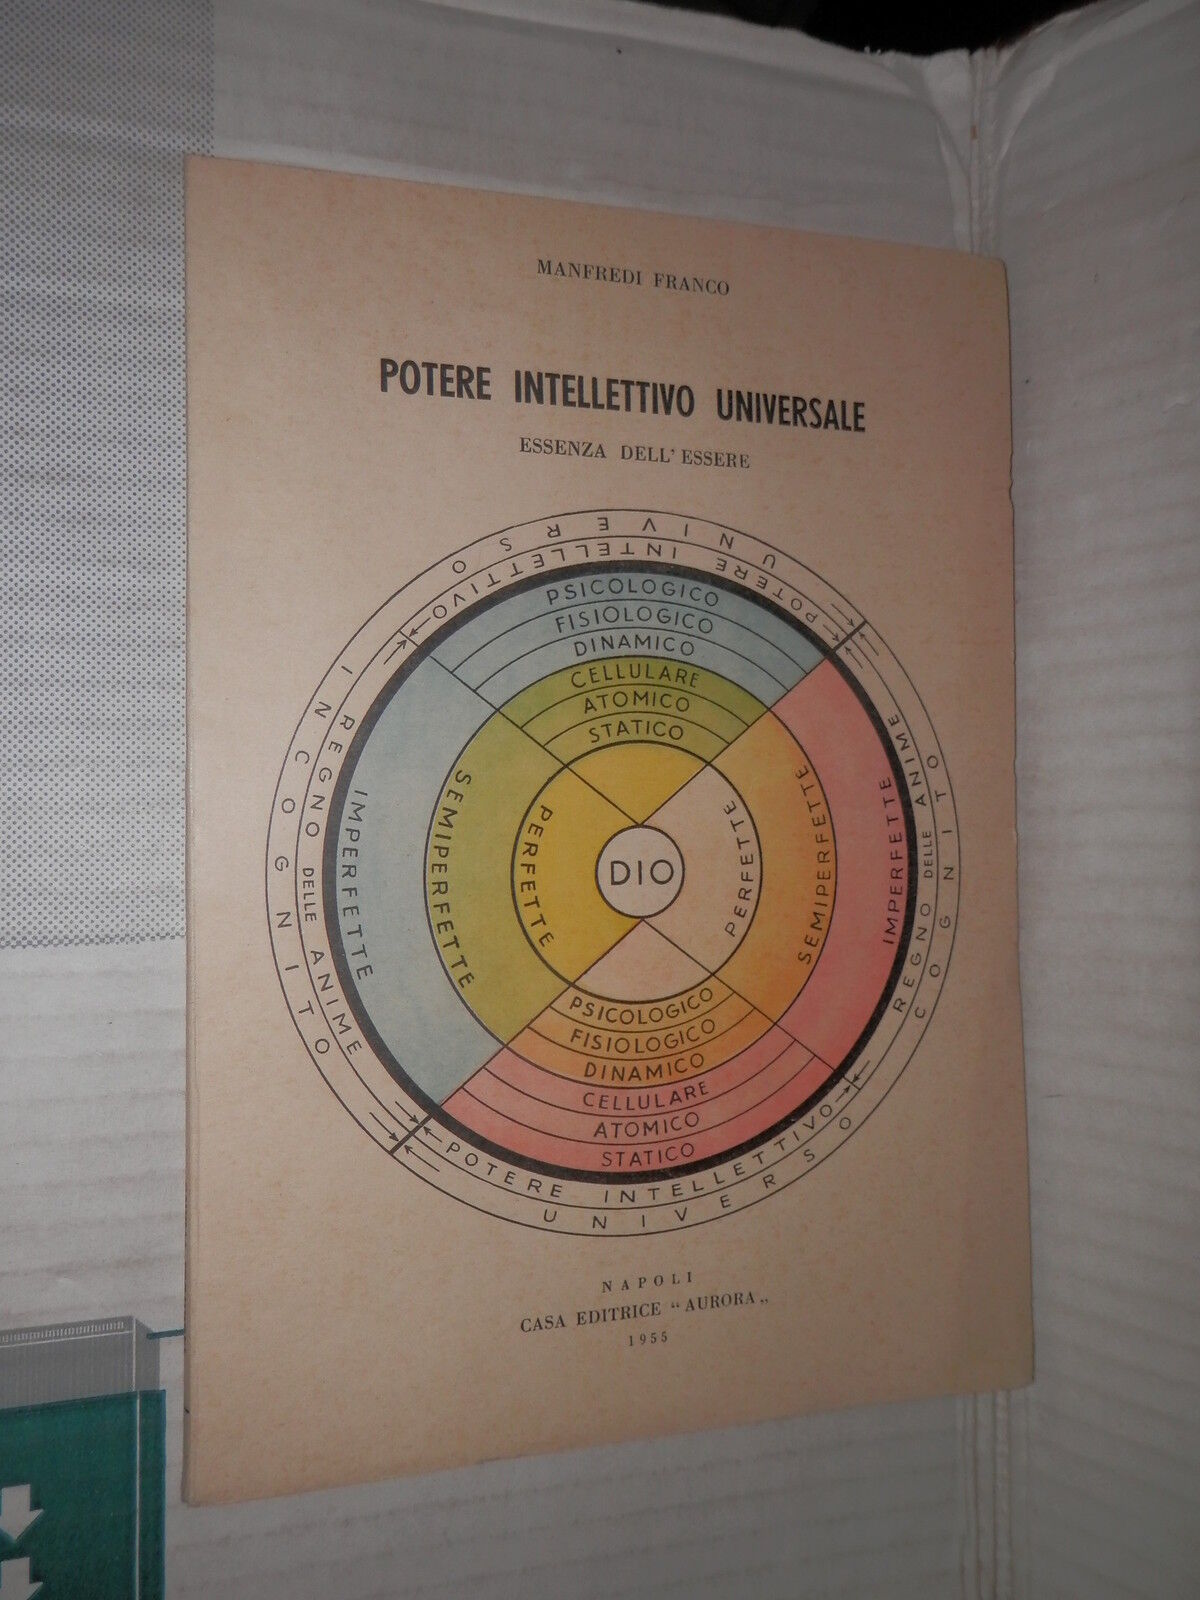 MANFREDI FRANCO
POTERE INTELLETTIVO UNIVERSALE
ESSENZA DELL'ESSERE
UNIVERSO
POTERE INTELLETTIVO
PSICOLOGICO
FISIOLOGICO
DINAMICO
CELLULARE
ATOMICO
STATICO
INCOGNITO
REGNO DELLE ANIME
IMPERFETTE
SEMIPERFETTE
PERFETTE
DIO
PERFETTE
SEMIPERFETTE
IMPERFETTE
REGNO DELLE ANIME
COGNITO
PSICOLOGICO
FISIOLOGICO
DINAMICO
CELLULARE
ATOMICO
STATICO
POTERE INTELLETTIVO
UNIVERSO
NAPOLI
CASA EDITRICE "AURORA„
1955